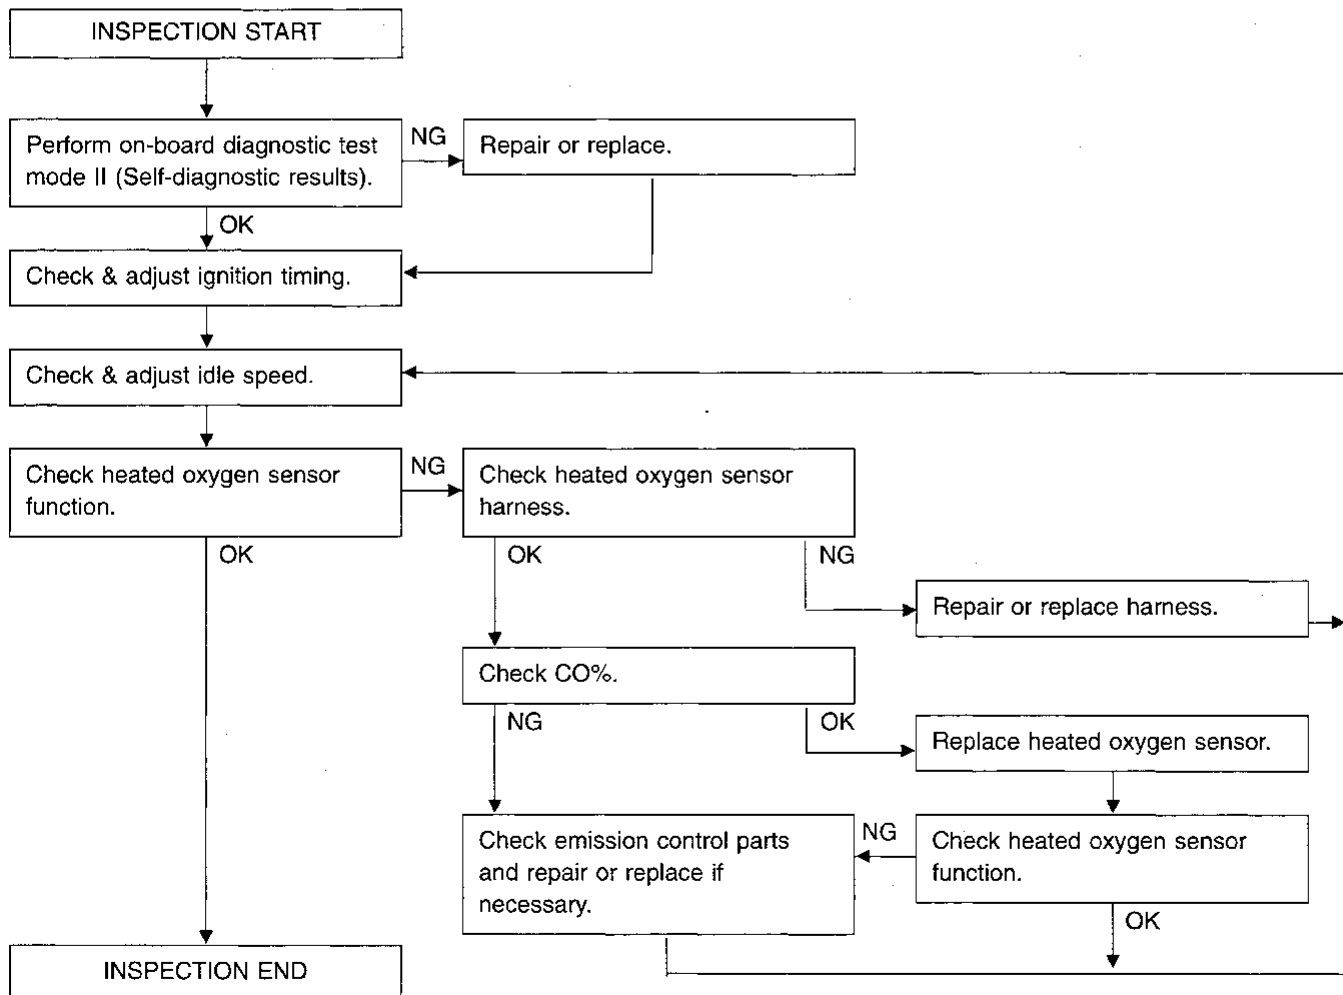 INSPECTION START
Perform on-board diagnostic test
mode II (Self-diagnostic results).
NG
Repair or replace.
OK
Check & adjust ignition timing.
Check & adjust idle speed.
Check heated oxygen sensor
function.
NG
Check heated oxygen sensor
harness.
OK
OK
NG
Repair or replace harness.
Check CO%.
NG
OK
Replace heated oxygen sensor.
Check emission control parts
and repair or replace if
necessary.
NG
Check heated oxygen sensor
function.
OK
INSPECTION END